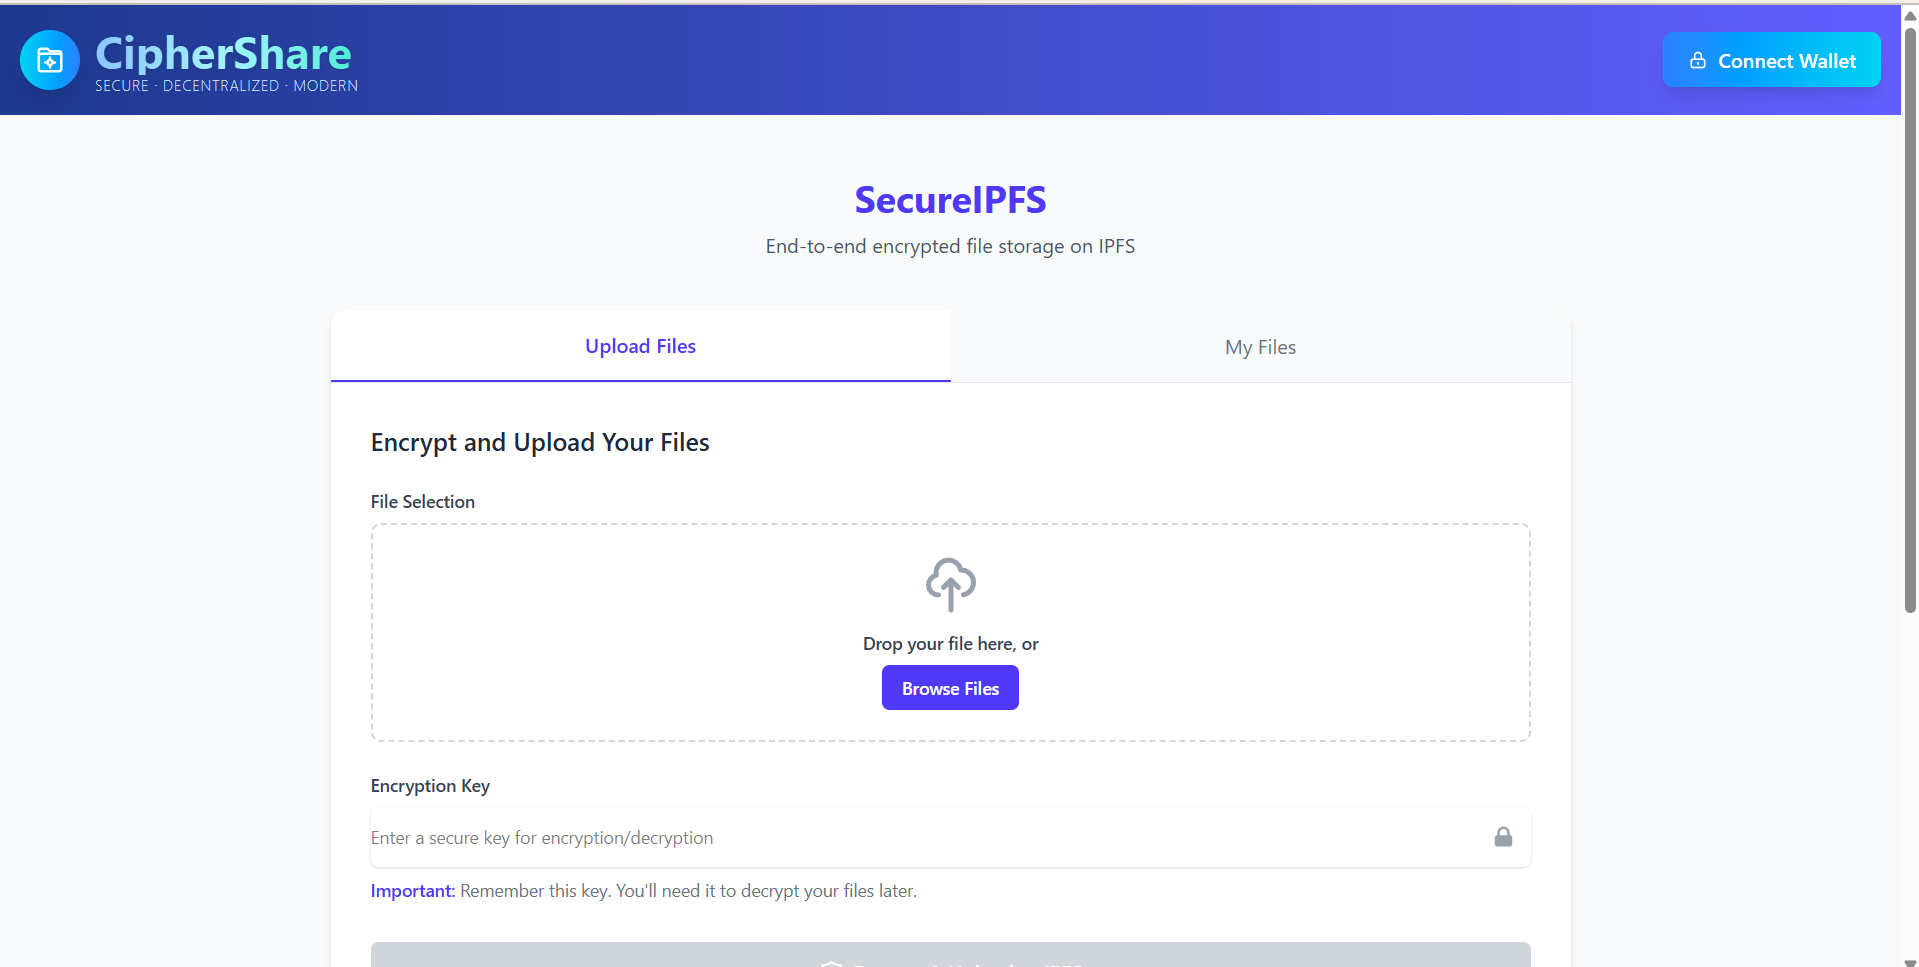 CipherShare
SECURE · DECENTRALIZED · MODERN
Connect Wallet
SecureIPFS
End-to-end encrypted file storage on IPFS
Upload Files
My Files
Encrypt and Upload Your Files
File Selection
Drop your file here, or
Browse Files
Encryption Key
Enter a secure key for encryption/decryption
Important: Remember this key. You'll need it to decrypt your files later.